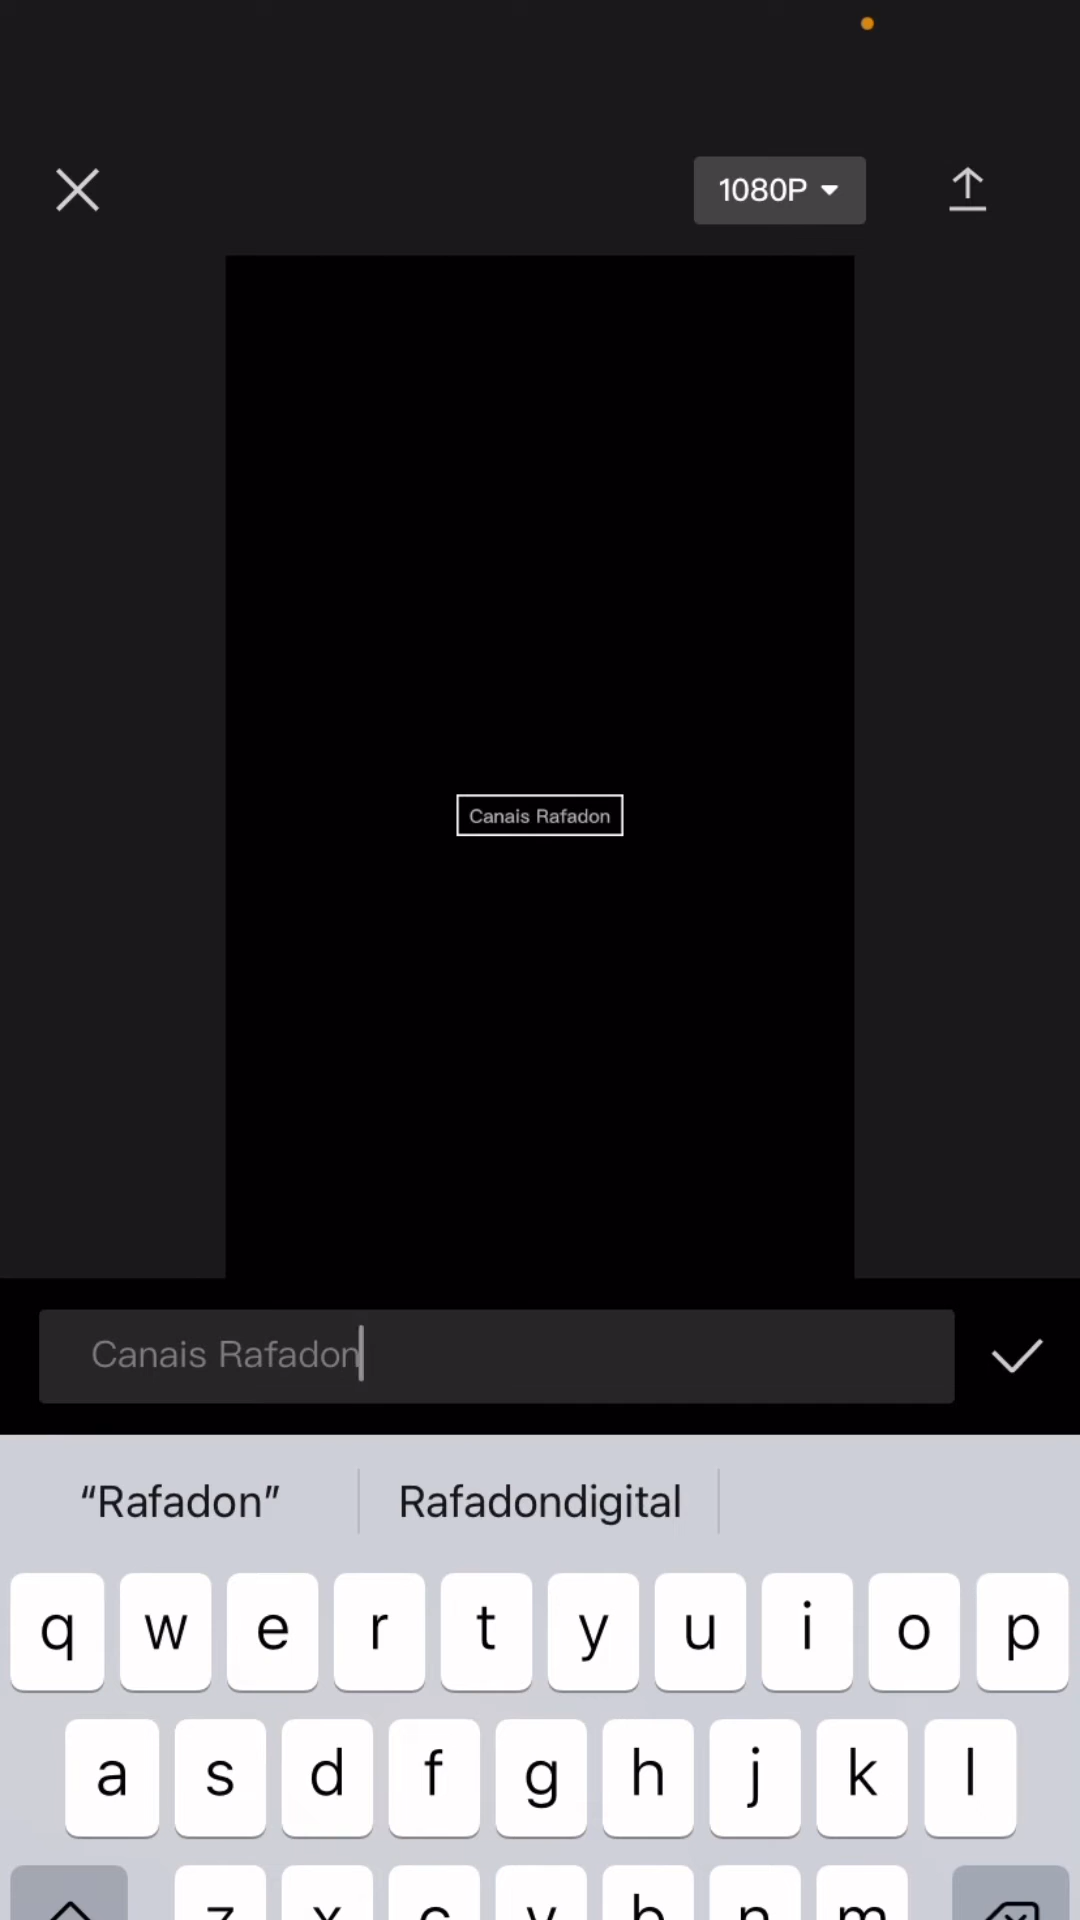 1080P
Canais Rafadon
Canais Rafadon
“Rafadon”
Rafadondigital
q w e r t y u i o p
a s d f g h j k l
z x c v b n m